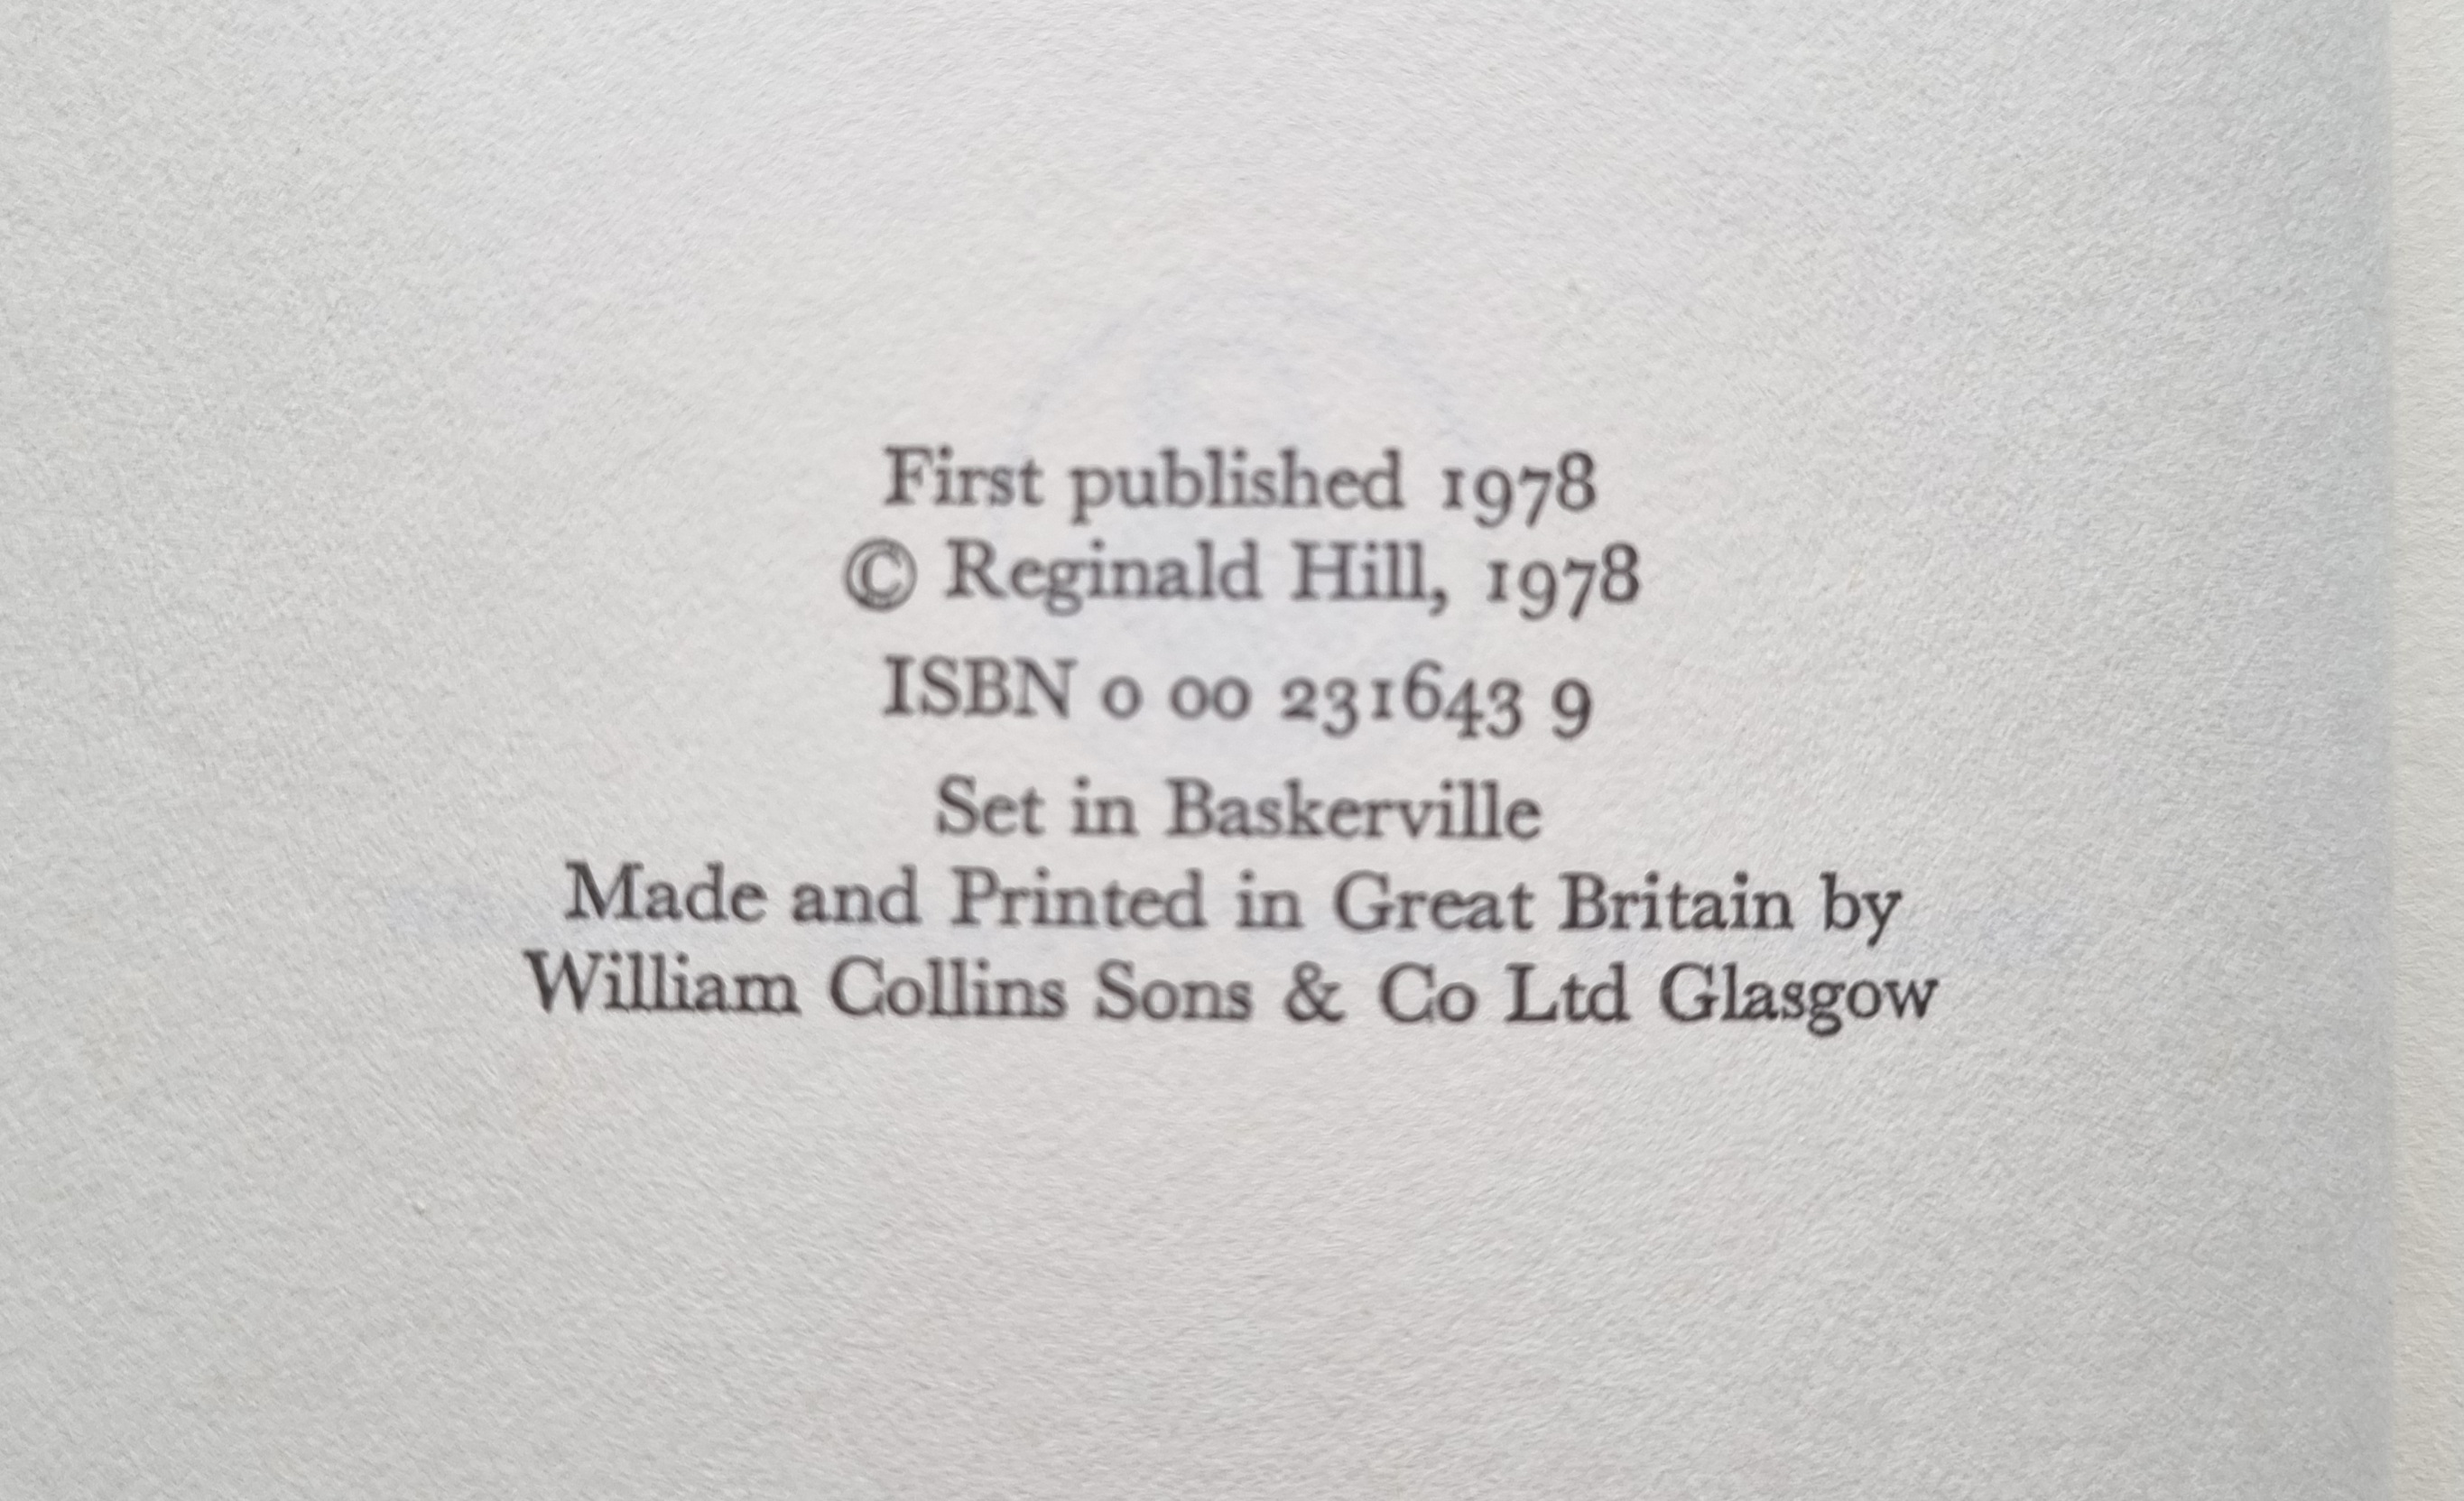 First published 1978
© Reginald Hill, 1978
ISBN 0 00 231643 9
Set in Baskerville
Made and Printed in Great Britain by
William Collins Sons & Co Ltd Glasgow